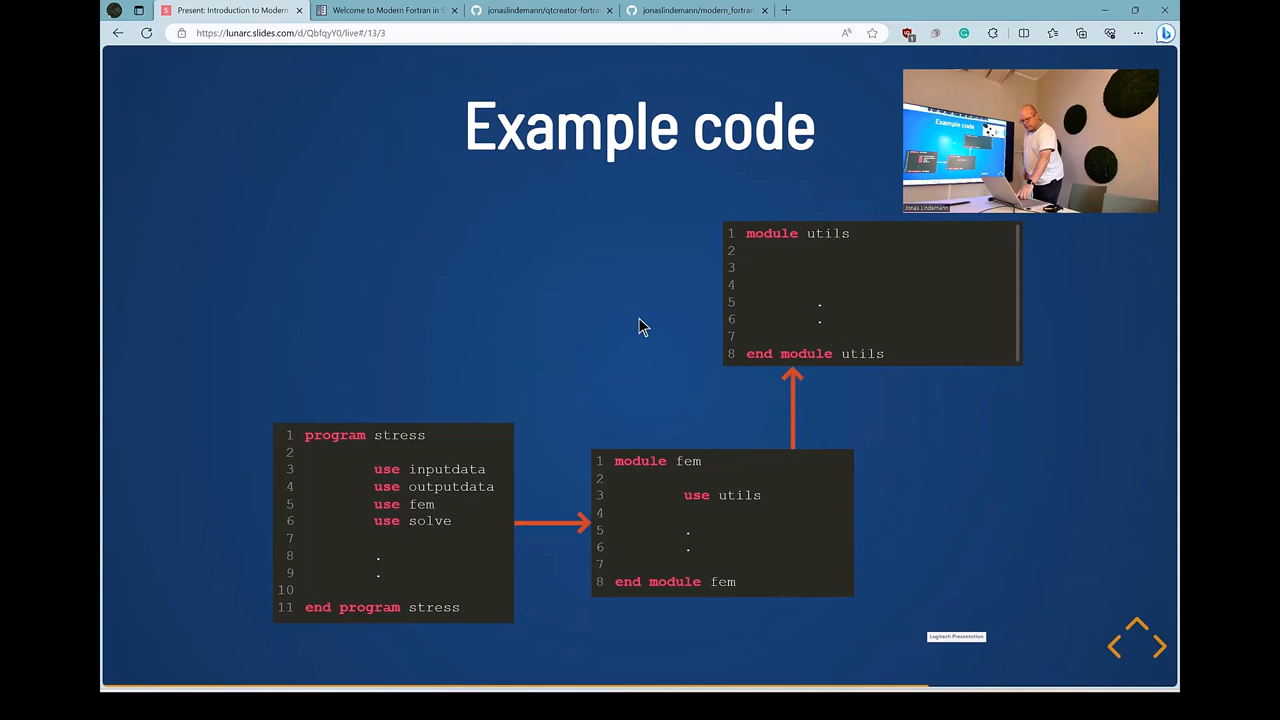 Present: Introduction to Modern
Welcome to Modern Fortran in S
jonaslindemann/qtcreator-fortra
jonaslindemann/modern_fortran
https://lunarc.slides.com/QbfqyY0/live#/13/3
Example code
Example code
Jonas Lindemann
1 module utils
2
3
4
5 .
6 .
7
8 end module utils
1 program stress
2
3 use inputdata
4 use outputdata
5 use fem
6 use solve
7
8 .
9 .
10
11 end program stress
1 module fem
2
3 use utils
4
5 .
6 .
7
8 end module fem
Logitech Presentation